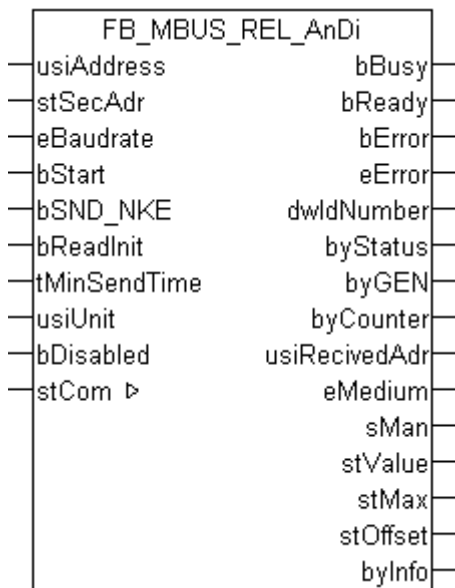 FB_MBUS_REL_AnDi
usiAddress bBusy
stSecAdr bReady
eBaudrate bError
bStart eError
bSND_NKE dwIdNumber
bReadInit byStatus
tMinSendTime byGEN
usiUnit byCounter
bDisabled usiRecivedAdr
stCom ▷ eMedium
sMan
stValue
stMax
stOffset
byInfo